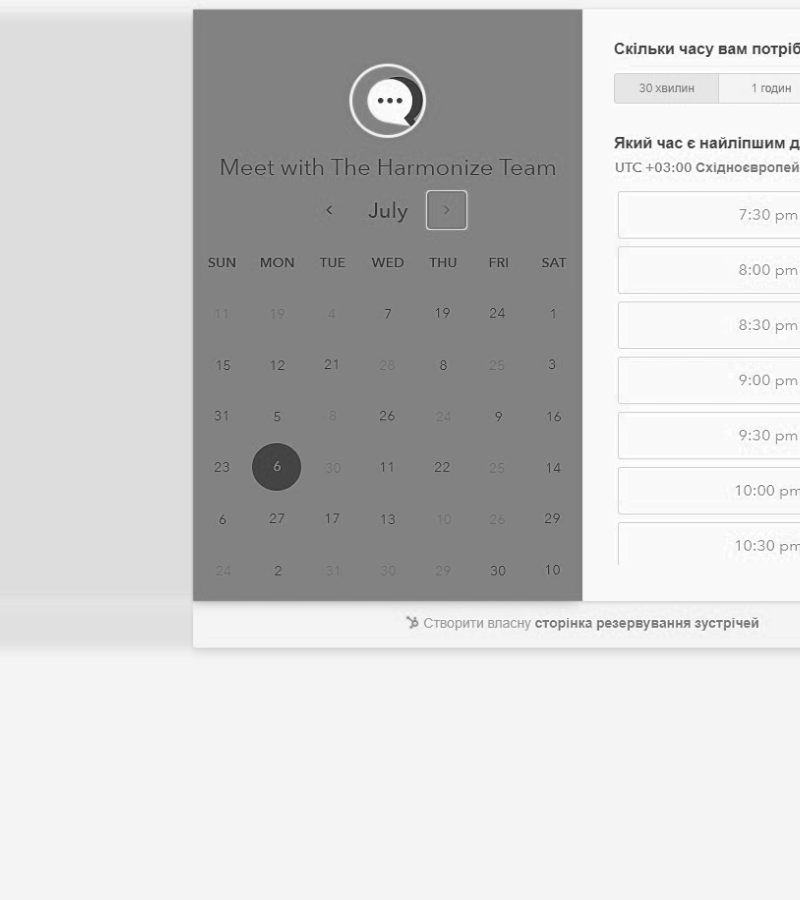 Meet with The Harmonize Team
July
SUN MON TUE WED THU FRI SAT
11 19 4 7 19 24 1
15 12 21 28 8 25 3
31 5 8 26 24 9 16
23 6 30 11 22 25 14
6 27 17 13 10 26 29
24 2 31 30 29 30 10
Скільки часу вам потріб
30 хвилин 1 годин
Який час є найліпшим д
UTC +03:00 Східноєвропей
7:30 pm
8:00 pm
8:30 pm
9:00 pm
9:30 pm
10:00 pm
10:30 pm
Створити власну сторінка резервування зустрічей